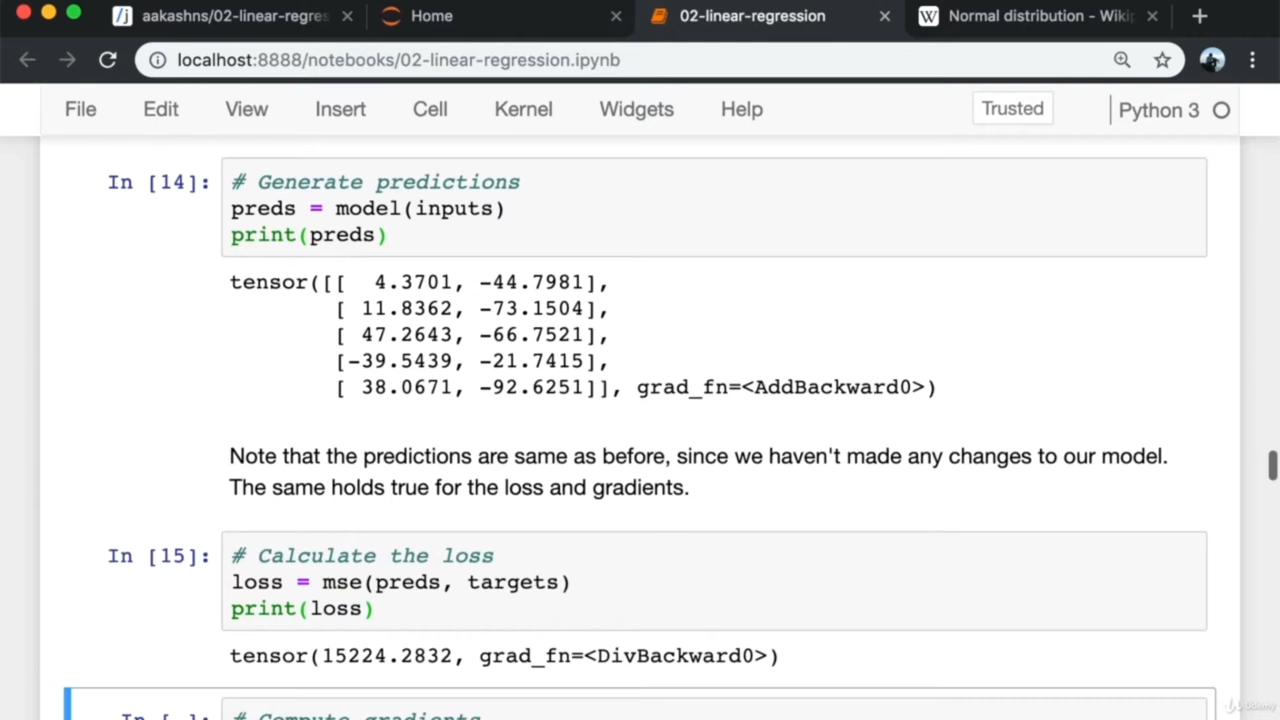 aakashns/02-linear-regres
Home
02-linear-regression
Normal distribution - Wiki
localhost:8888/notebooks/02-linear-regression.ipynb
File Edit View Insert Cell Kernel Widgets Help Trusted Python 3
In [14]:
# Generate predictions
preds = model(inputs)
print(preds)
tensor([[ 4.3701, -44.7981],
[ 11.8362, -73.1504],
[ 47.2643, -66.7521],
[-39.5439, -21.7415],
[ 38.0671, -92.6251]], grad_fn=<AddBackward0>)
Note that the predictions are same as before, since we haven't made any changes to our model.
The same holds true for the loss and gradients.
In [15]:
# Calculate the loss
loss = mse(preds, targets)
print(loss)
tensor(15224.2832, grad_fn=<DivBackward0>)
In [ ]:
# Compute gradients
Udemy